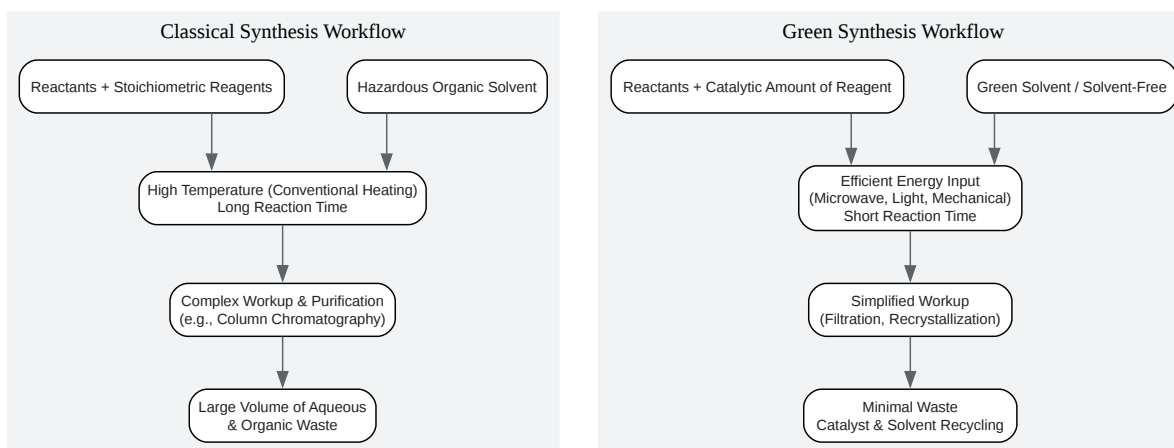 Classical Synthesis Workflow
Reactants + Stoichiometric Reagents
Hazardous Organic Solvent
High Temperature (Conventional Heating)
Long Reaction Time
Complex Workup & Purification
(e.g., Column Chromatography)
Large Volume of Aqueous
& Organic Waste
Green Synthesis Workflow
Reactants + Catalytic Amount of Reagent
Green Solvent / Solvent-Free
Efficient Energy Input
(Microwave, Light, Mechanical)
Short Reaction Time
Simplified Workup
(Filtration, Recrystallization)
Minimal Waste
Catalyst & Solvent Recycling